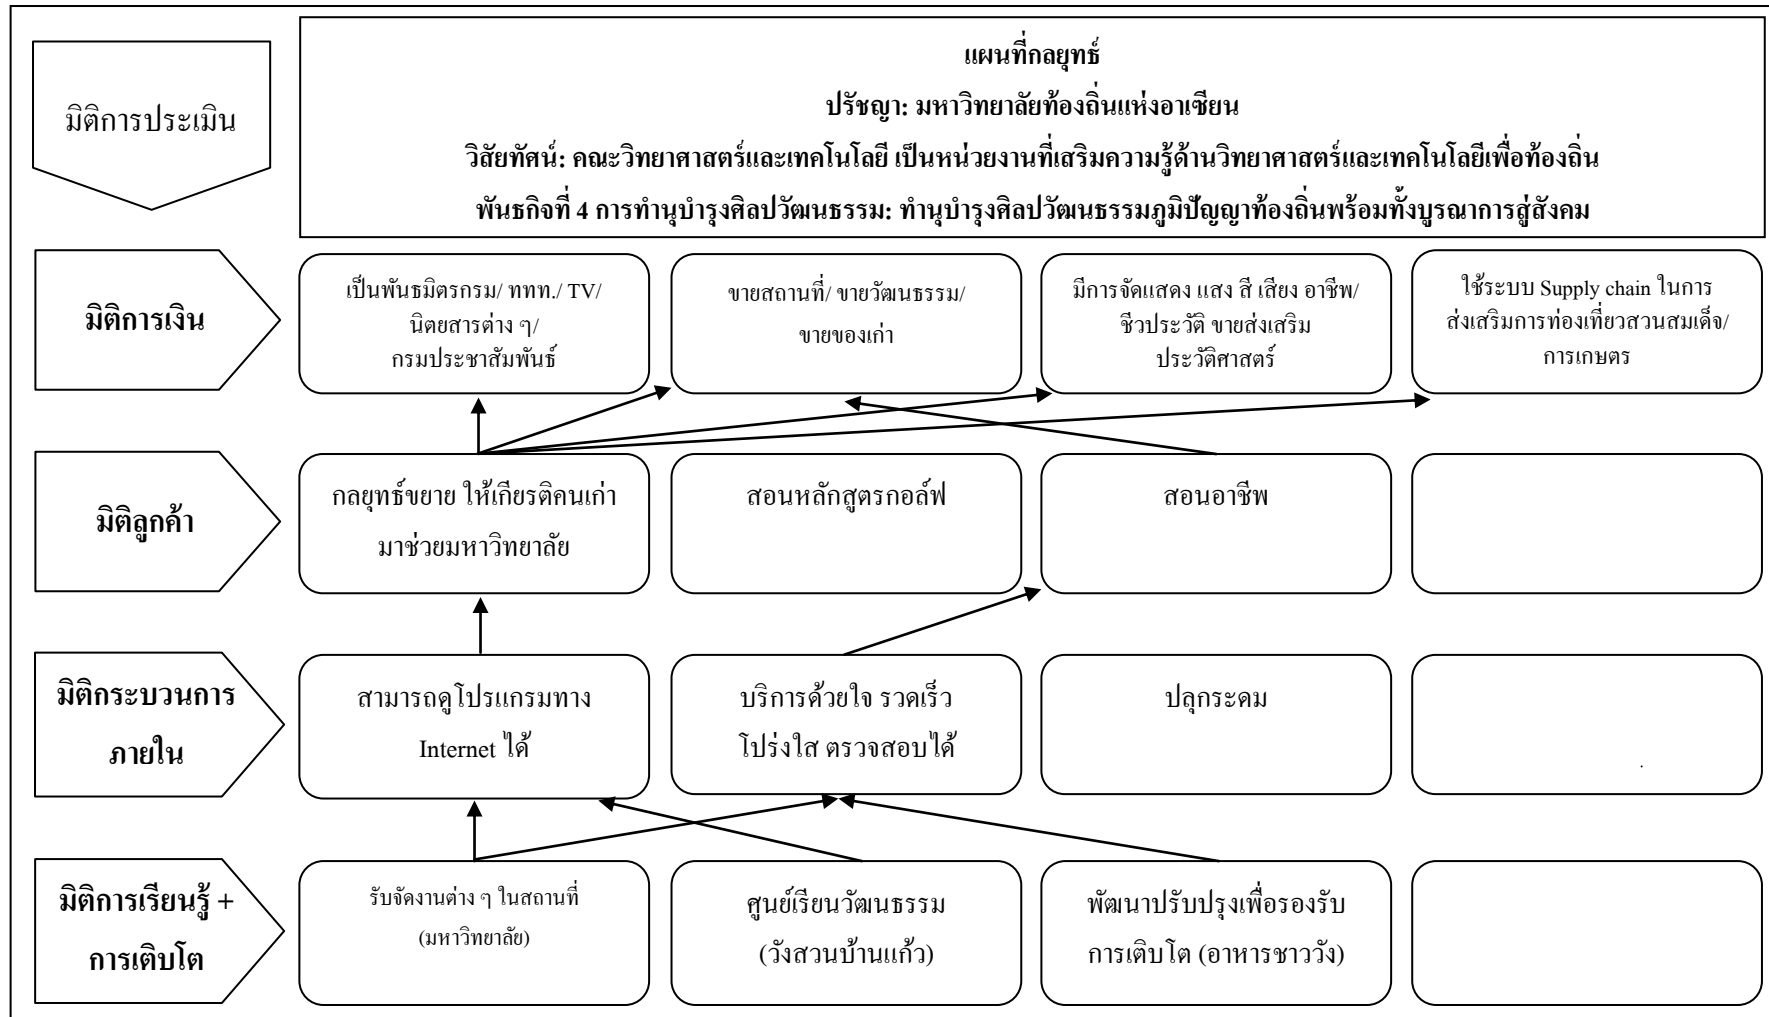 แผนที่กลยุทธ์
ปรัชญา: มหาวิทยาลัยท้องถิ่นแห่งอาเซียน
วิสัยทัศน์: คณะวิทยาศาสตร์และเทคโนโลยี เป็นหน่วยงานที่เสริมความรู้ด้านวิทยาศาสตร์และเทคโนโลยีเพื่อท้องถิ่น
พันธกิจที่ 4 การทำนุบำรุงศิลปวัฒนธรรม: ทำนุบำรุงศิลปวัฒนธรรมภูมิปัญญาท้องถิ่นพร้อมทั้งบูรณาการสู่สังคม
มิติการประเมิน
มิติการเงิน
เป็นพันธมิตรกรม/ ททท./ TV/
นิตยสารต่าง ๆ/
กรมประชาสัมพันธ์
ขายสถานที่/ ขายวัฒนธรรม/
ขายของเก่า
มีการจัดแสดง แสง สี เสียง อาชีพ/
ชีวประวัติ ขายส่งเสริม
ประวัติศาสตร์
ใช้ระบบ Supply chain ในการ
ส่งเสริมการท่องเที่ยวสวนสมเด็จ/
การเกษตร
มิติลูกค้า
กลยุทธ์ขยาย ให้เกียรติคนเก่า
มาช่วยมหาวิทยาลัย
สอนหลักสูตรกอล์ฟ
สอนอาชีพ
มิติกระบวนการ
ภายใน
สามารถดูโปรแกรมทาง
Internet ได้
บริการด้วยใจ รวดเร็ว
โปร่งใส ตรวจสอบได้
ปลุกระดม
.
มิติการเรียนรู้ +
การเติบโต
รับจัดงานต่าง ๆ ในสถานที่
(มหาวิทยาลัย)
ศูนย์เรียนวัฒนธรรม
(วังสวนบ้านแก้ว)
พัฒนาปรับปรุงเพื่อรองรับ
การเติบโต (อาหารชาววัง)